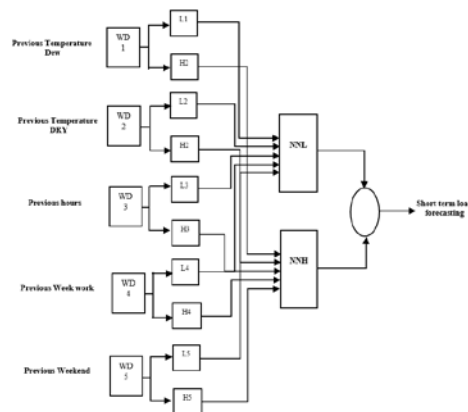 Previous Temperature
Dew
WD
1
L1
H2
Previous Temperature
DRY
WD
2
L2
H2
NNL
Previous hours
WD
3
L3
H3
Short-term loa
forecasting
NNH
Previous Week work
WD
4
L4
H4
Previous Weekend
WD
5
L5
H5